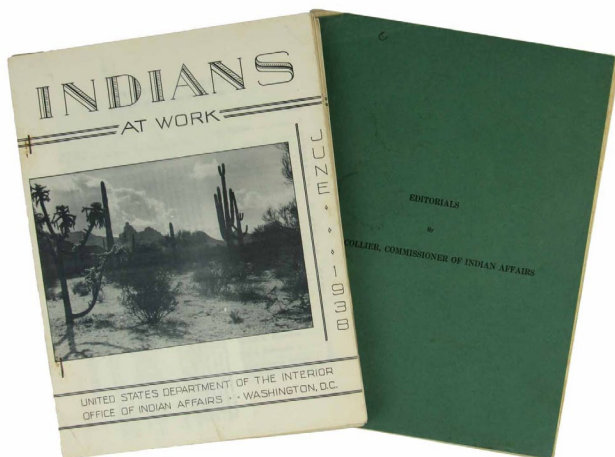 INDIANS
AT WORK
JUNE • • • 1938
UNITED STATES DEPARTMENT OF THE INTERIOR
OFFICE OF INDIAN AFFAIRS • • WASHINGTON, D.C.
EDITORIALS
By
COLLIER, COMMISSIONER OF INDIAN AFFAIRS